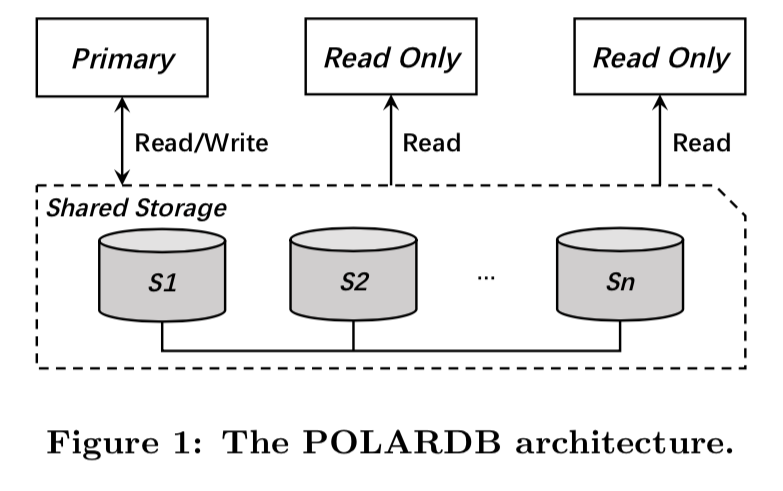 Primary
Read Only
Read Only
Read/Write
Read
Read
Shared Storage
S1
S2
...
Sn
Figure 1: The POLARDB architecture.